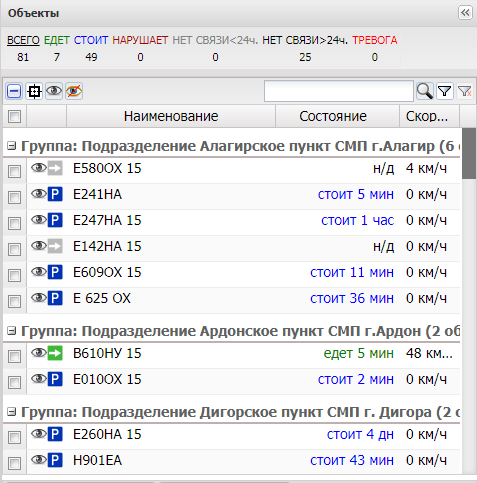 Объекты
ВСЕГО ЕДЕТ СТОИТ НАРУШАЕТ НЕТ СВЯЗИ<24ч. НЕТ СВЯЗИ>24ч. ТРЕВОГА
81 7 49 0 0 25 0
Наименование Состояние Скор...
Группа: Подразделение Алагирское пункт СМП г.Алагир (6
Е580ОХ 15 н/д 4 км/ч
Е241НА стоит 5 мин 0 км/ч
Е247НА 15 стоит 1 час 0 км/ч
Е142НА 15 н/д 0 км/ч
Е609ОХ 15 стоит 11 мин 0 км/ч
Е 625 ОХ стоит 36 мин 0 км/ч
Группа: Подразделение Ардонское пункт СМП г.Ардон (2 об
В610НУ 15 едет 5 мин 48 км...
Е010ОХ 15 стоит 2 мин 0 км/ч
Группа: Подразделение Дигорское пункт СМП г. Дигора (2
Е260НА 15 стоит 4 дн 0 км/ч
Н901ЕА стоит 43 мин 0 км/ч